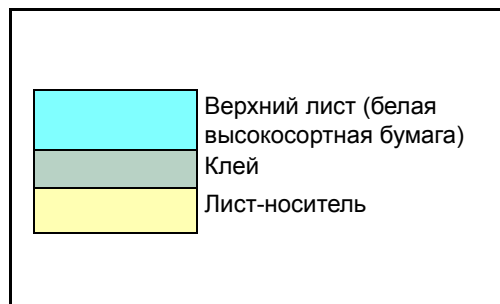 Верхний лист (белая
высокосортная бумага)
Клей
Лист-носитель